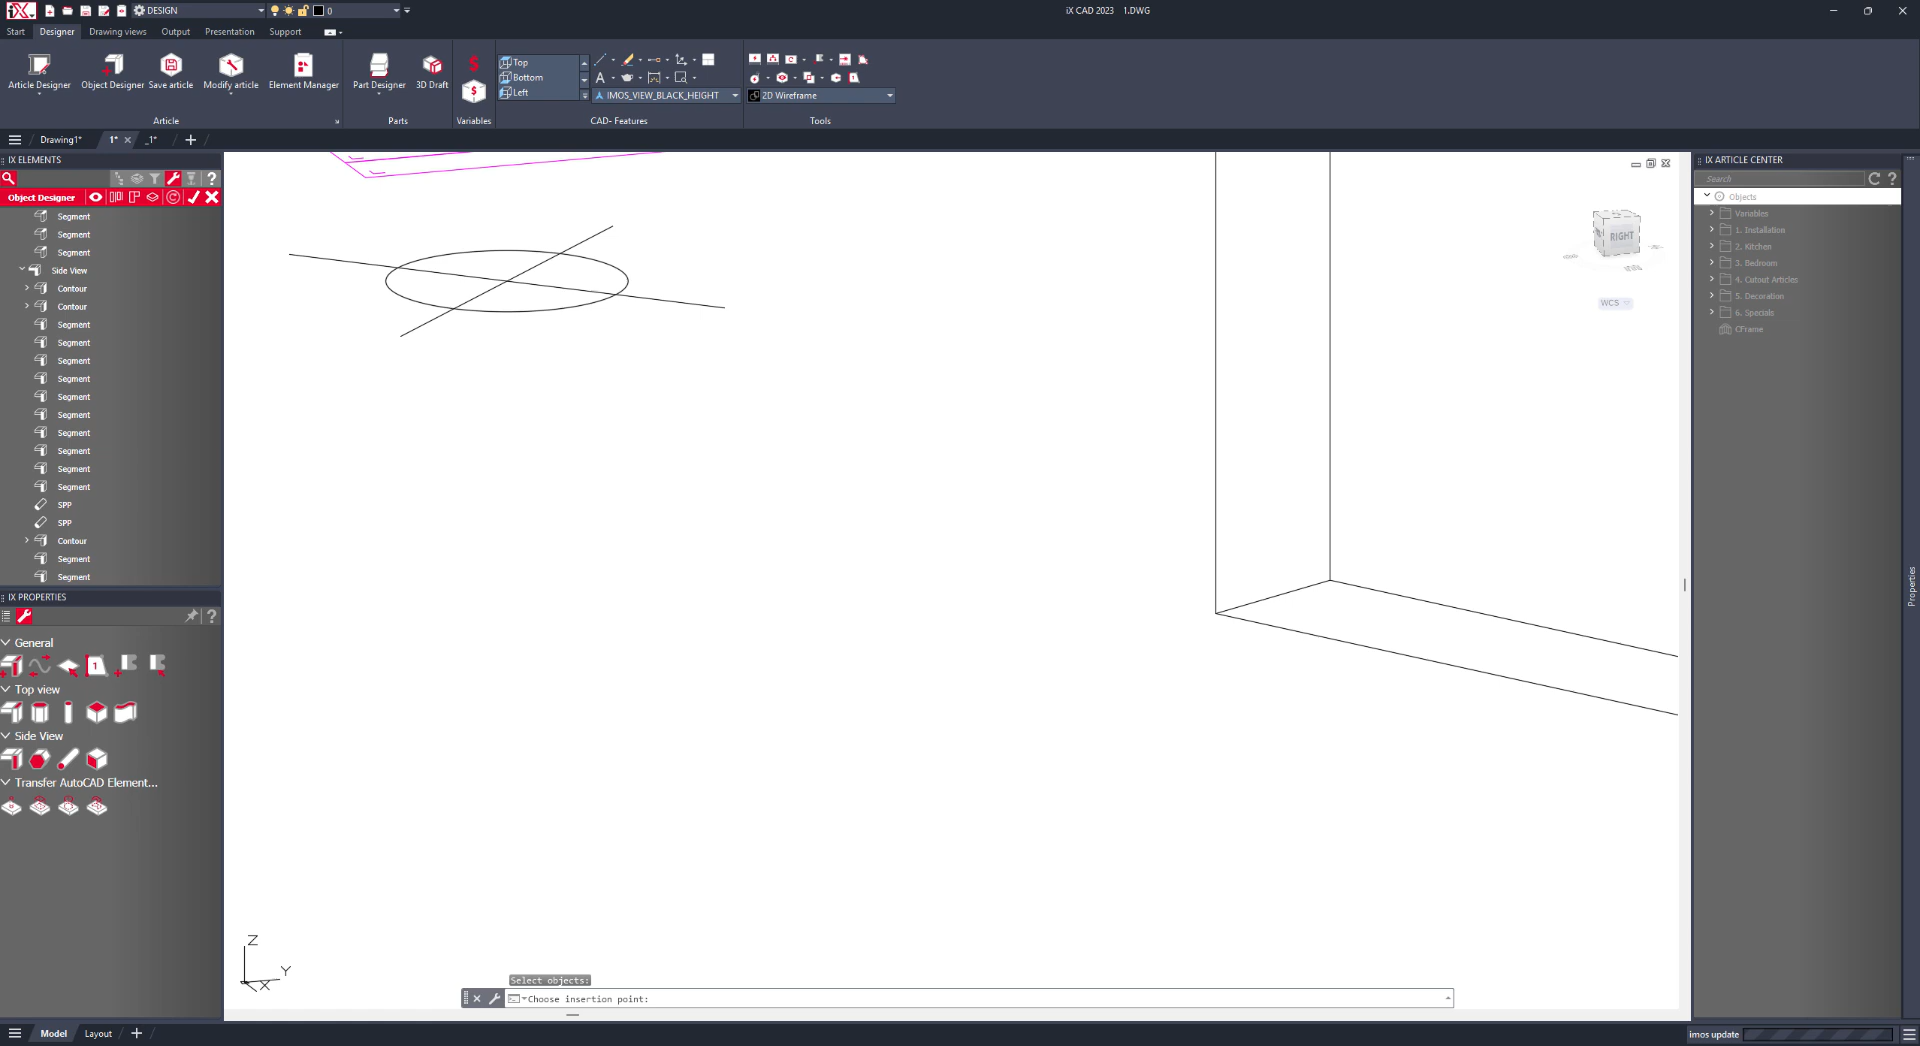 iX
DESIGN
0
iX CAD 2023 1.DWG
Start Designer Drawing views Output Presentation Support
Article Designer Object Designer Save article Modify article Element Manager Part Designer 3D Draft
Top
Bottom
Left
A IMOS_VIEW_BLACK_HEIGHT
2D Wireframe
Article Parts Variables CAD- Features Tools
Drawing1* 1* _1*
IX ELEMENTS
Object Designer
Segment
Segment
Segment
Side View
Contour
Contour
Segment
Segment
Segment
Segment
Segment
Segment
Segment
Segment
Segment
Segment
SPP
SPP
Contour
Segment
Segment
IX PROPERTIES
General
Top view
Side View
Transfer AutoCAD Element...
RIGHT
WCS
Z
Y
X
Select objects:
Choose insertion point:
IX ARTICLE CENTER
Search
Objects
Variables
1. Installation
2. Kitchen
3. Bedroom
4. Cutout Articles
5. Decoration
6. Specials
CFrame
Properties
Model Layout
imos update